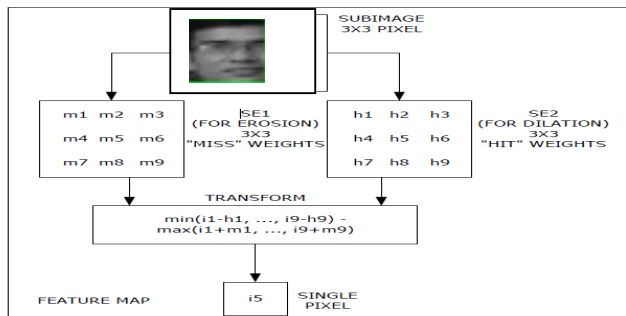 SUBIMAGE
3X3 PIXEL
m1 m2 m3
m4 m5 m6
m7 m8 m9
SE1
(FOR EROSION)
3X3
"MISS" WEIGHTS
h1 h2 h3
h4 h5 h6
h7 h8 h9
SE2
(FOR DILATION)
3X3
"HIT" WEIGHTS
TRANSFORM
min(i1-h1, ..., i9-h9) -
max(i1+m1, ..., i9+m9)
FEATURE MAP
i5
SINGLE
PIXEL